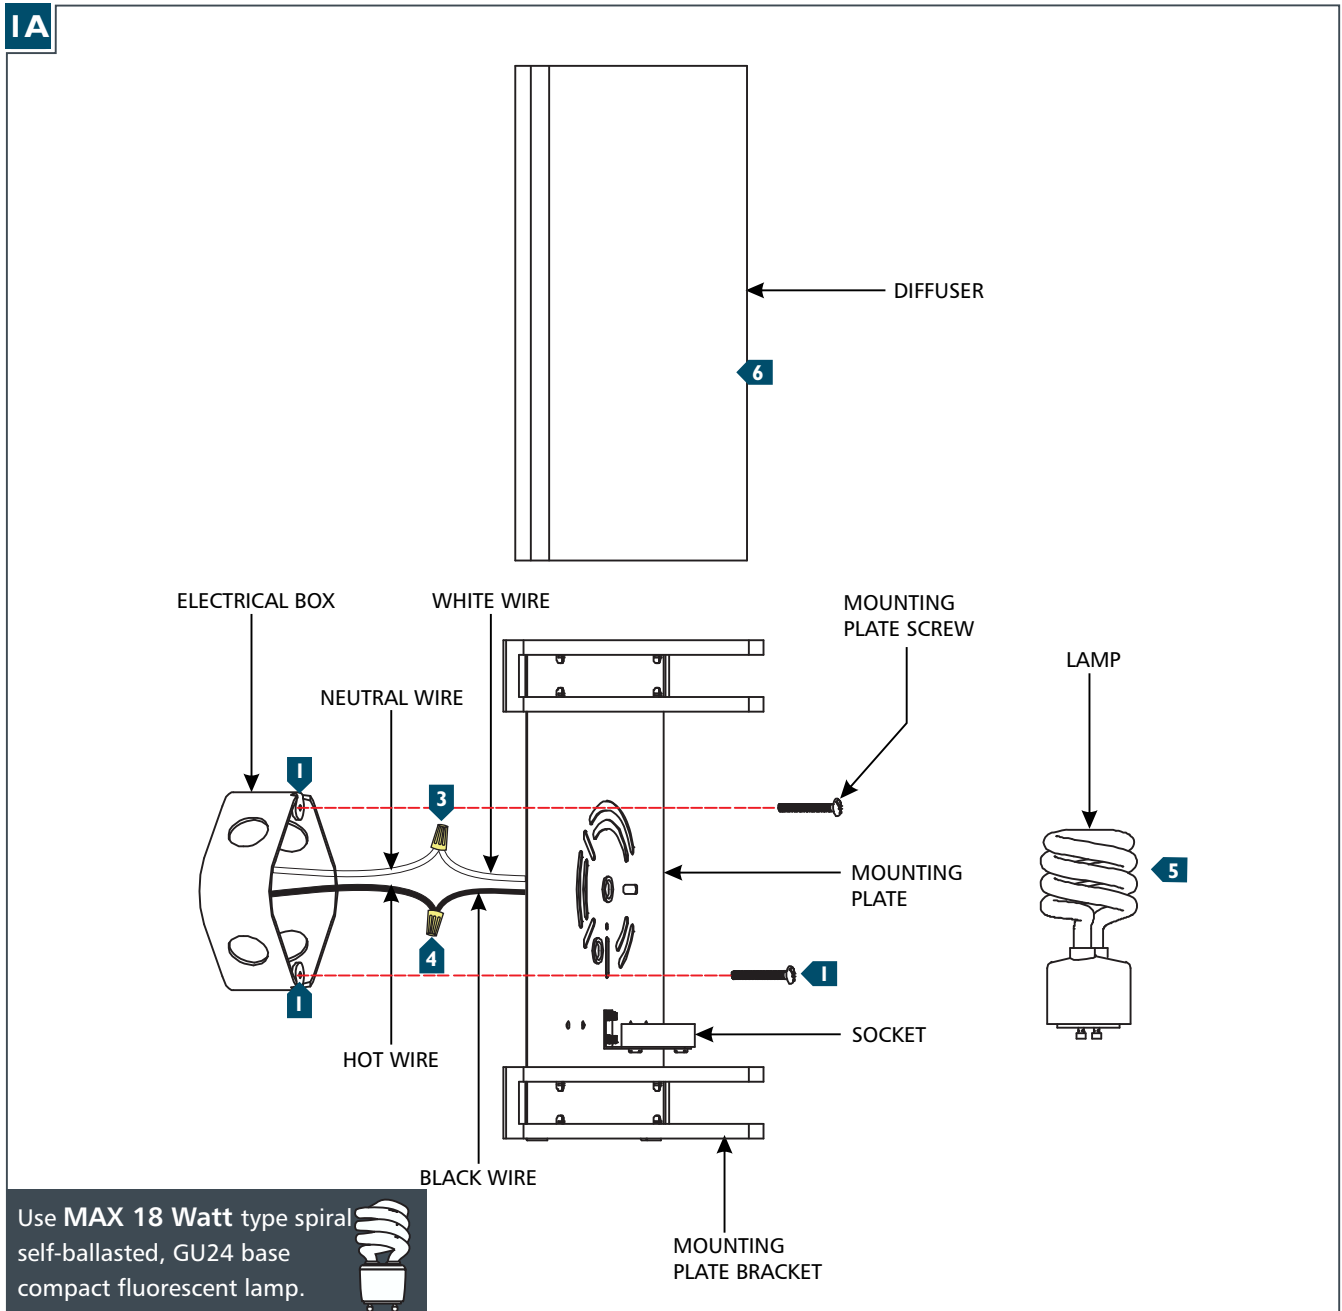 1A
DIFFUSER
6
ELECTRICAL BOX
WHITE WIRE
MOUNTING
PLATE SCREW
LAMP
NEUTRAL WIRE
1
3
MOUNTING
PLATE
5
4
1
1
SOCKET
HOT WIRE
BLACK WIRE
MOUNTING
PLATE BRACKET
Use MAX 18 Watt type spiral
self-ballasted, GU24 base
compact fluorescent lamp.